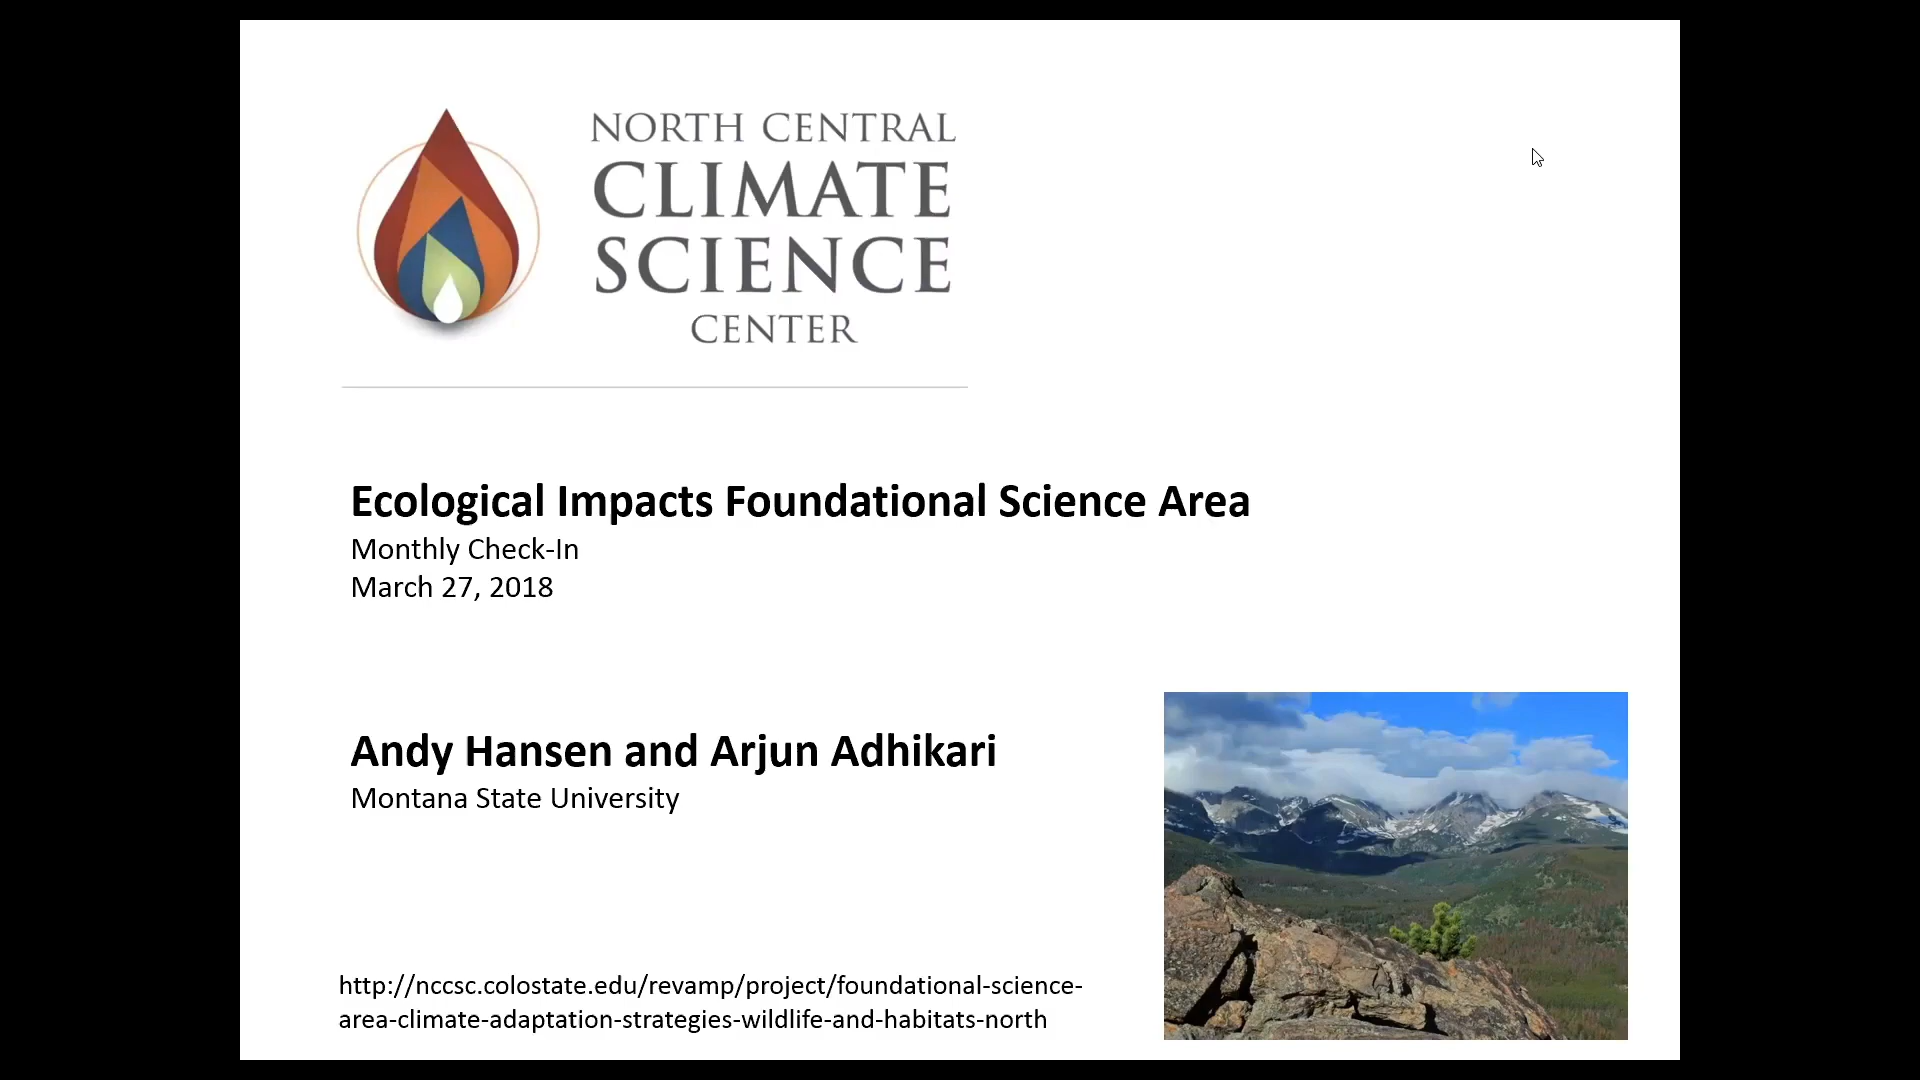 NORTH CENTRAL
CLIMATE
SCIENCE
CENTER
Ecological Impacts Foundational Science Area
Monthly Check-In
March 27, 2018
Andy Hansen and Arjun Adhikari
Montana State University
http://nccsc.colostate.edu/revamp/project/foundational-science-
area-climate-adaptation-strategies-wildlife-and-habitats-north